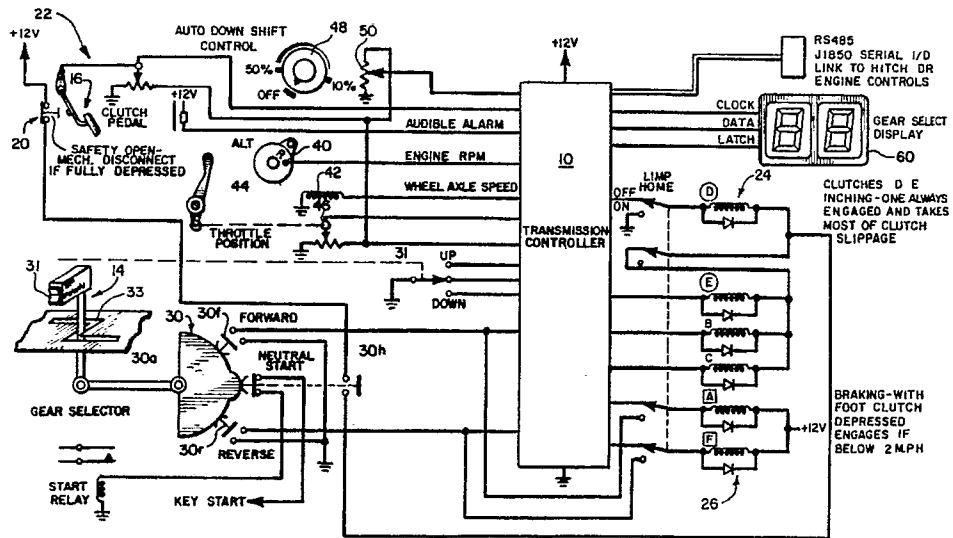 22
+12V
AUTO DOWN SHIFT
CONTROL
48
50
50%
10%
OFF
+12V
RS485
J1850 SERIAL I/D
LINK TO HITCH DR
ENGINE CONTROLS
16
CLUTCH
PEDAL
+12V
20
SAFETY OPEN-
MECH. DISCONNECT
IF FULLY DEPRESSED
AUDIBLE ALARM
CLOCK
DATA
LATCH
88
GEAR SELECT
DISPLAY
60
ALT
40
ENGINE RPM
10
44
42
WHEEL AXLE SPEED
46
THROTTLE
POSITION
TRANSMISSION
CONTROLLER
LIMP
HOME
OFF
ON
D
24
CLUTCHES D E
INCHING-ONE ALWAYS
ENGAGED AND TAKES
MOST OF CLUTCH
SLIPPAGE
31
UP
DOWN
31
14
33
30a
30
30f
FORWARD
NEUTRAL
START
30h
E
B
C
A
F
+12V
BRAKING-WITH
FOOT CLUTCH
DEPRESSED
ENGAGES IF
BELOW 2 M.P.H
26
GEAR SELECTOR
30r
REVERSE
START
RELAY
KEY START